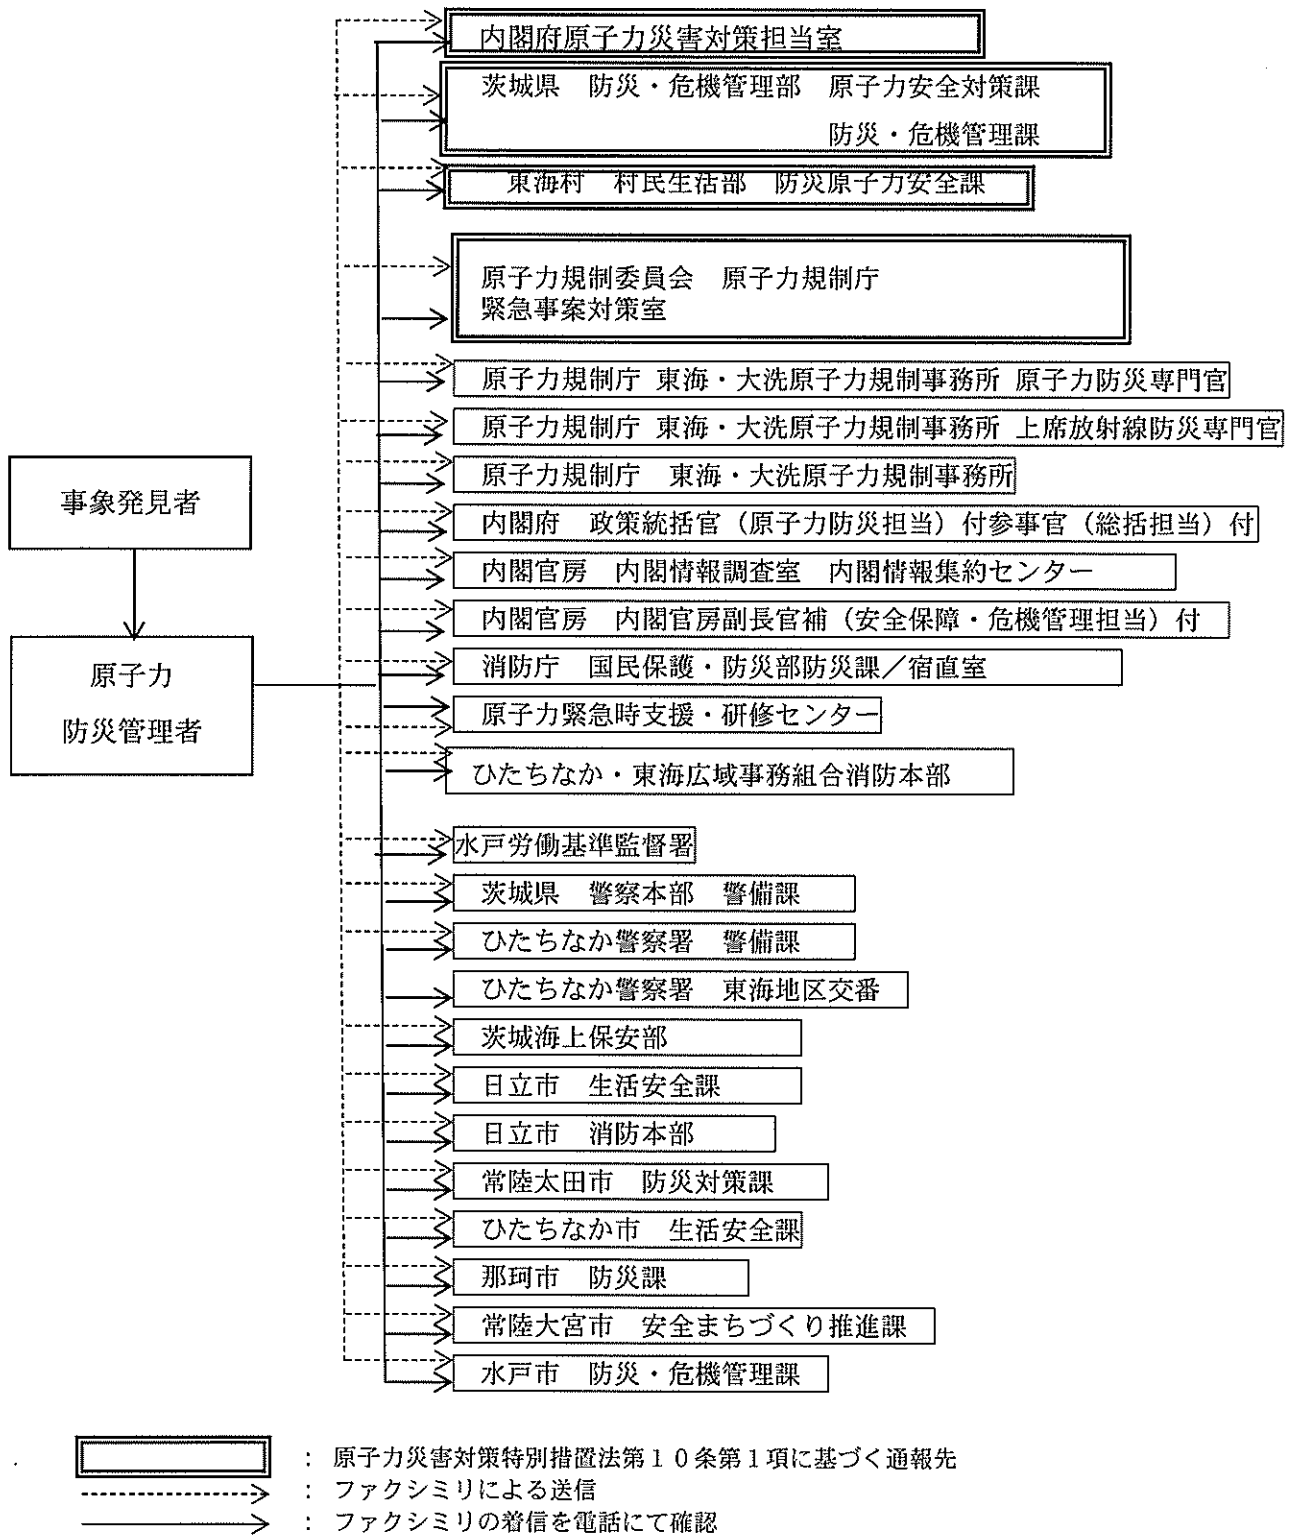 内閣府原子力災害対策担当室
茨城県　防災・危機管理部　原子力安全対策課
防災・危機管理課
東海村　村民生活部　防災原子力安全課
原子力規制委員会　原子力規制庁
緊急事案対策室
原子力規制庁 東海・大洗原子力規制事務所 原子力防災専門官
原子力規制庁 東海・大洗原子力規制事務所 上席放射線防災専門官
原子力規制庁　東海・大洗原子力規制事務所
事象発見者
内閣府　政策統括官（原子力防災担当）付参事官（総括担当）付
内閣官房　内閣情報調査室　内閣情報集約センター
内閣官房　内閣官房副長官補（安全保障・危機管理担当）付
消防庁　国民保護・防災部防災課／宿直室
原子力
防災管理者
原子力緊急時支援・研修センター
ひたちなか・東海広域事務組合消防本部
水戸労働基準監督署
茨城県　警察本部　警備課
ひたちなか警察署　警備課
ひたちなか警察署　東海地区交番
茨城海上保安部
日立市　生活安全課
日立市　消防本部
常陸太田市　防災対策課
ひたちなか市　生活安全課
那珂市　防災課
常陸大宮市　安全まちづくり推進課
水戸市　防災・危機管理課
： 原子力災害対策特別措置法第１０条第１項に基づく通報先
： ファクシミリによる送信
： ファクシミリの着信を電話にて確認